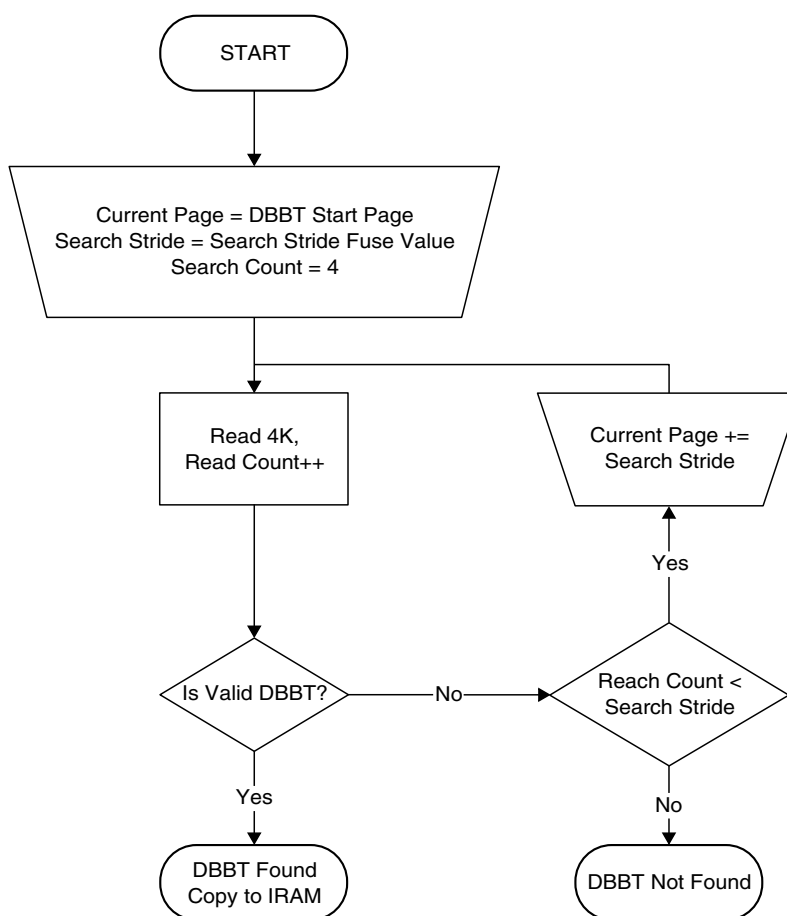 START
Current Page = DBBT Start Page
Search Stride = Search Stride Fuse Value
Search Count = 4
Read 4K,
Read Count++
Current Page +=
Search Stride
Yes
Is Valid DBBT?
No
Reach Count <
Search Stride
Yes
No
DBBT Found
Copy to IRAM
DBBT Not Found